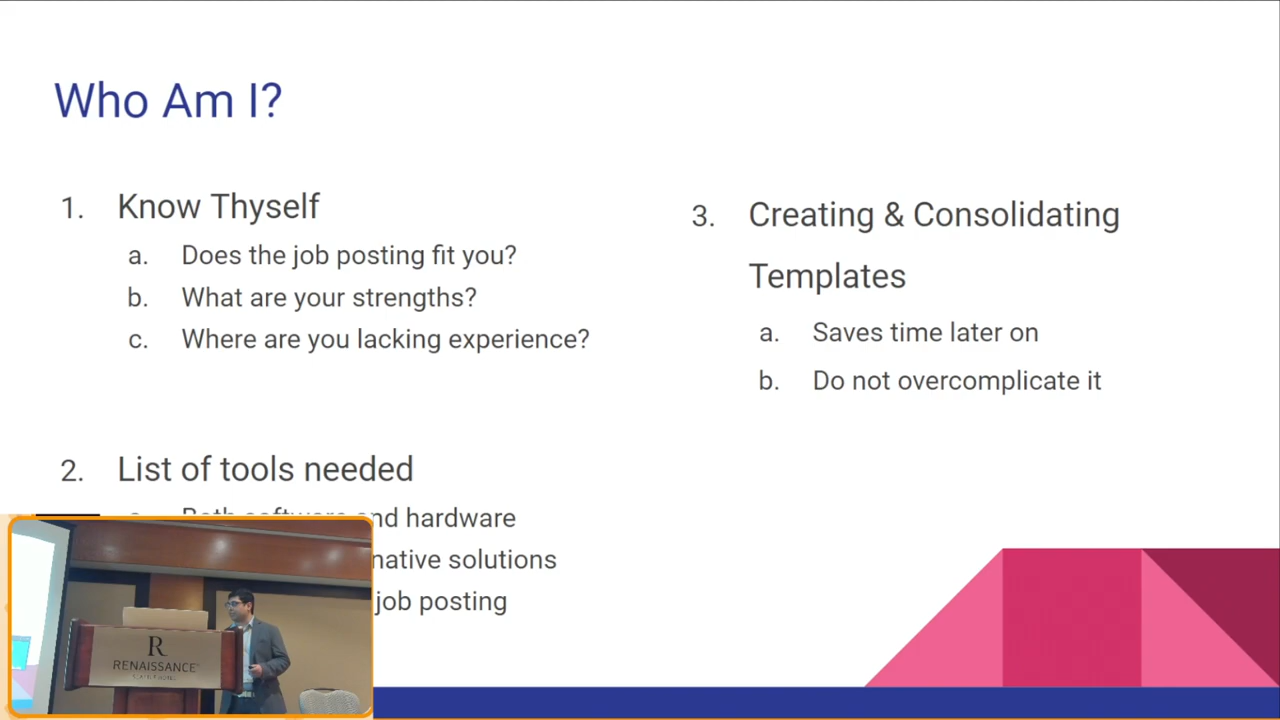 Who Am I?
1. Know Thyself
a. Does the job posting fit you?
b. What are your strengths?
c. Where are you lacking experience?
2. List of tools needed
a. Both software and hardware
native solutions
job posting
3. Creating & Consolidating
Templates
a. Saves time later on
b. Do not overcomplicate it
R
RENAISSANCE